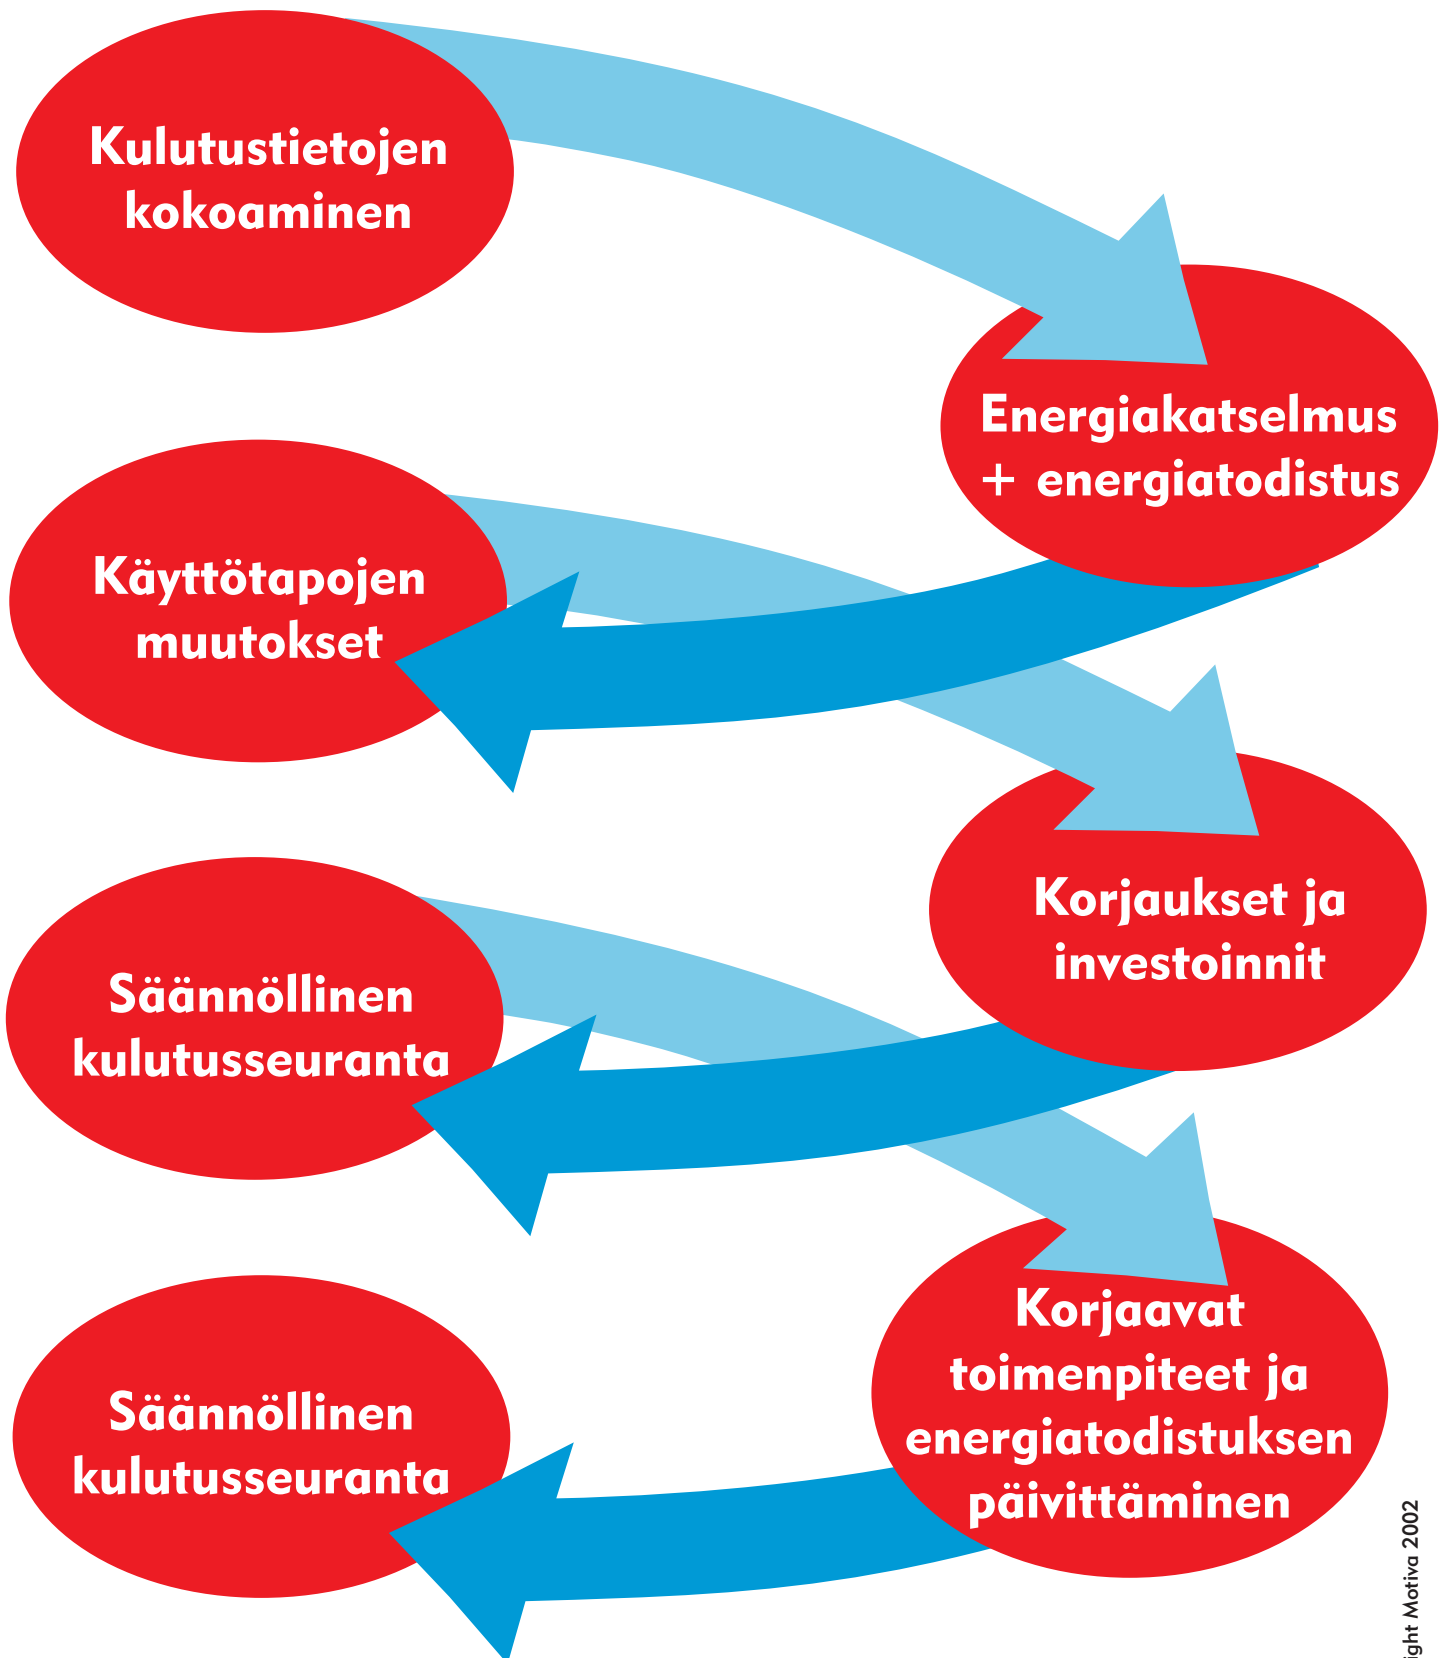 Kulutustietojen
kokoaminen
Energiakatselmus
+ energiatodistus
Käyttötapojen
muutokset
Korjaukset ja
investoinnit
Säännöllinen
kulutusseuranta
Korjaavat
toimenpiteet ja
energiatodistuksen
päivittäminen
Säännöllinen
kulutusseuranta
Motiva 2002